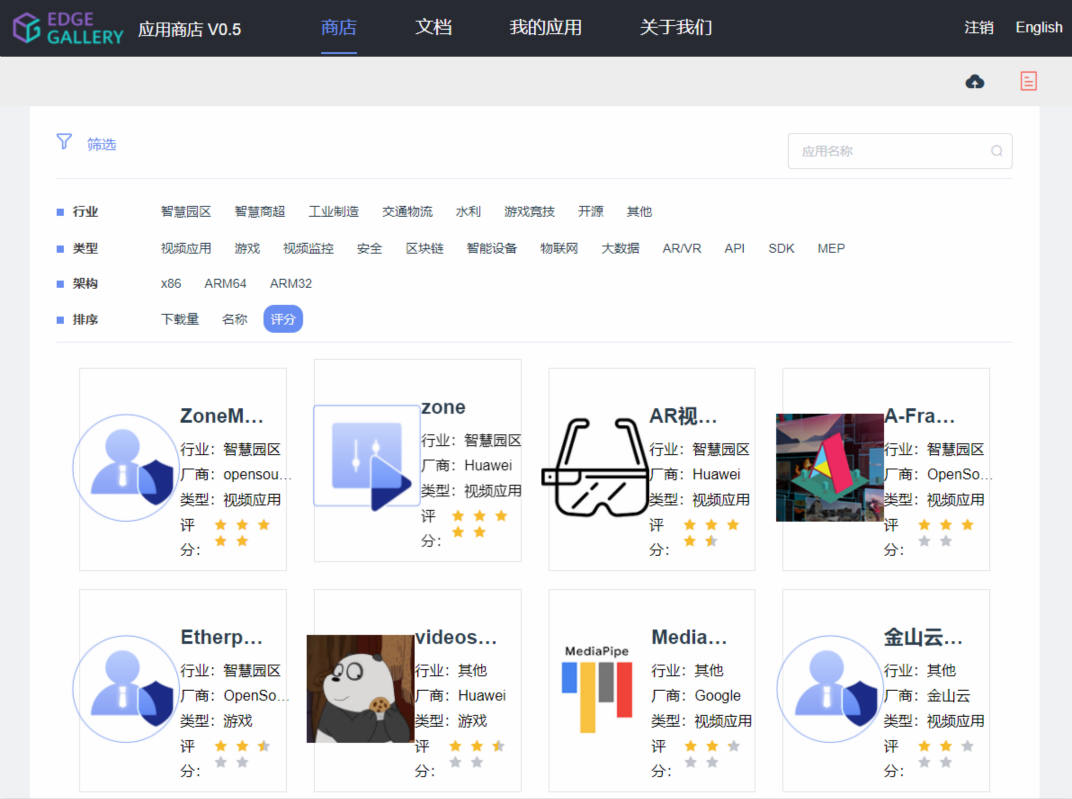 EDGE GALLERY 应用商店 V0.5 商店 文档 我的应用 关于我们 注销 English
筛选 应用名称
行业 智慧园区 智慧商超 工业制造 交通物流 水利 游戏竞技 开源 其他
类型 视频应用 游戏 视频监控 安全 区块链 智能设备 物联网 大数据 AR/VR API SDK MEP
架构 x86 ARM64 ARM32
排序 下载量 名称 评分
ZoneM...
行业：智慧园区
厂商：opensou...
类型：视频应用
评
分：
zone
行业：智慧园区
厂商：Huawei
类型：视频应用
评
分：
AR视...
行业：智慧园区
厂商：Huawei
类型：视频应用
评
分：
A-Fra...
行业：智慧园区
厂商：OpenSo...
类型：视频应用
评
分：
Etherp...
行业：智慧园区
厂商：OpenSo...
类型：游戏
评
分：
videos...
行业：其他
厂商：Huawei
类型：游戏
评
分：
MediaPipe
Media...
行业：其他
厂商：Google
类型：视频应用
评
分：
金山云...
行业：其他
厂商：金山云
类型：视频应用
评
分：